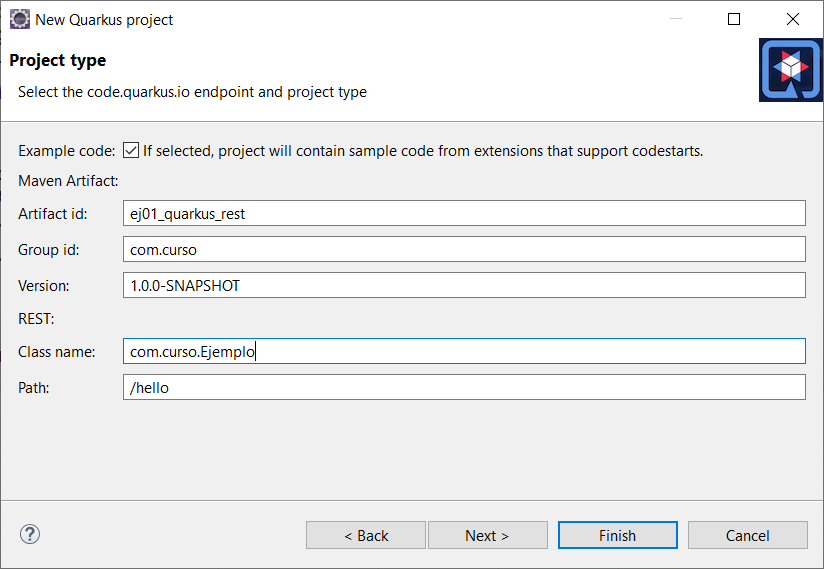 New Quarkus project
Project type
Select the code.quarkus.io endpoint and project type
Example code: If selected, project will contain sample code from extensions that support codestarts.
Maven Artifact:
Artifact id: ej01_quarkus_rest
Group id: com.curso
Version: 1.0.0-SNAPSHOT
REST:
Class name: com.curso.Ejemplo
Path: /hello
? < Back Next > Finish Cancel